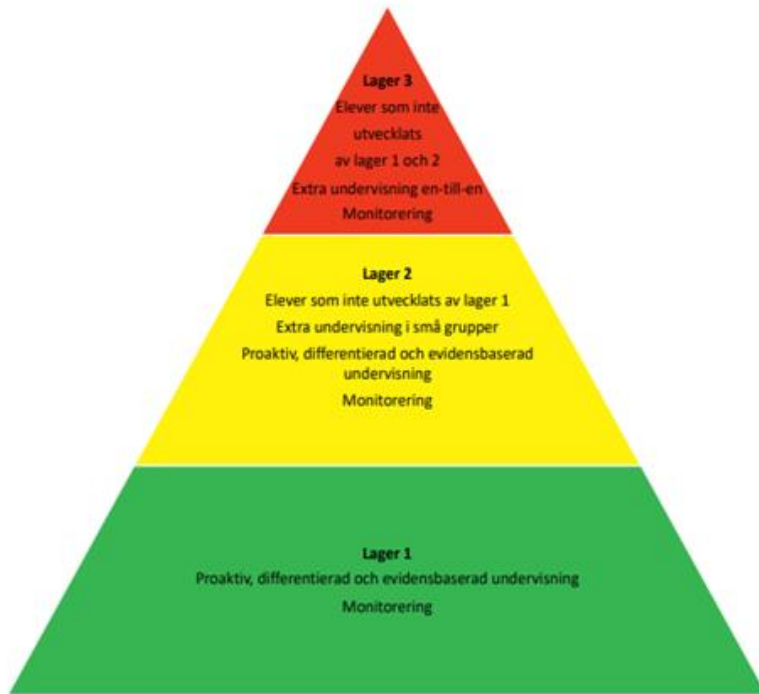 Lager 3
Elever som inte
utvecklats
av lager 1 och 2
Extra undervisning en-till-en
Monitorering
Lager 2
Elever som inte utvecklats av lager 1
Extra undervisning i små grupper
Proaktiv, differentierad och evidensbaserad
undervisning
Monitorering
Lager 1
Proaktiv, differentierad och evidensbaserad undervisning
Monitorering